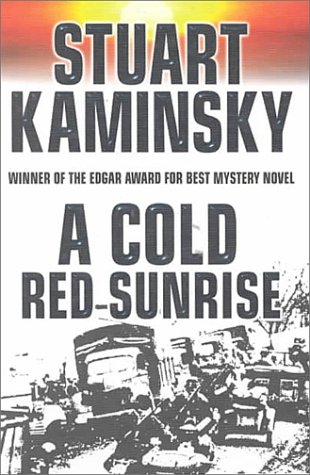 STUART
KAMINSKY
WINNER OF THE EDGAR AWARD FOR BEST MYSTERY NOVEL
A COLD
RED-SUNRISE